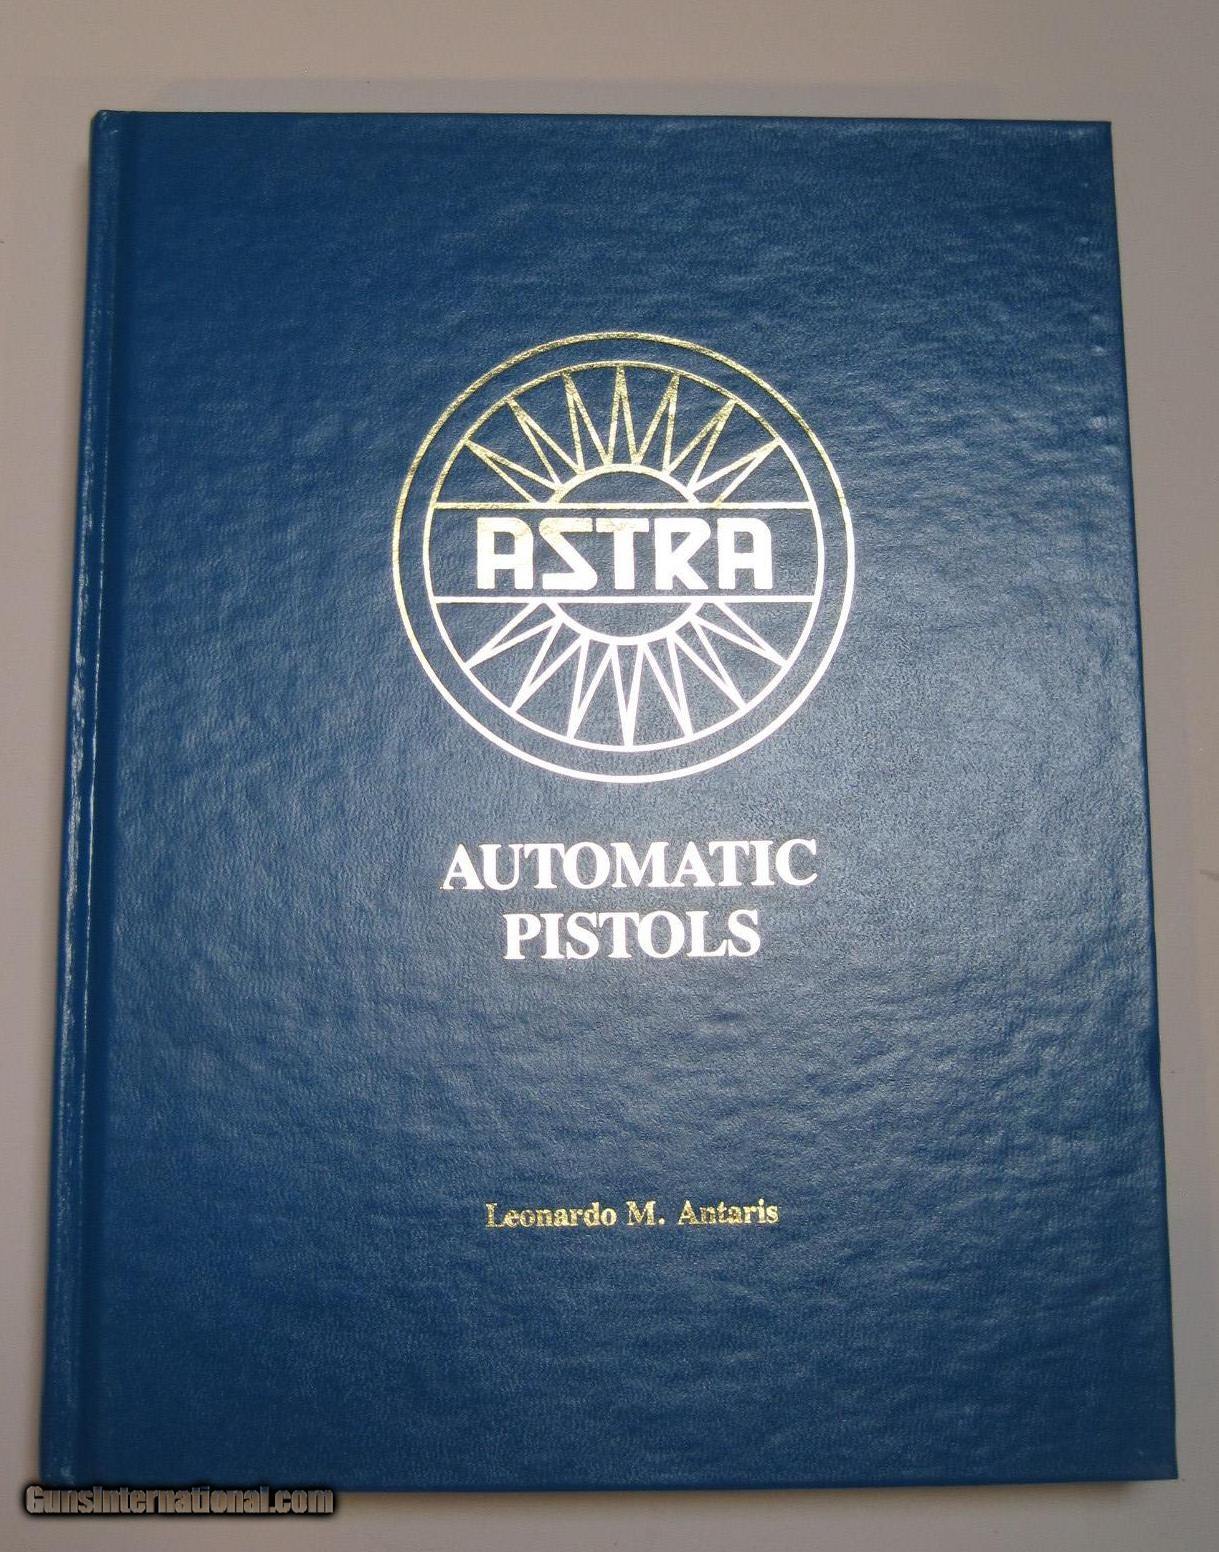 ASTRA
AUTOMATIC
PISTOLS
Leonardo M. Antaris
GunsInternational.com